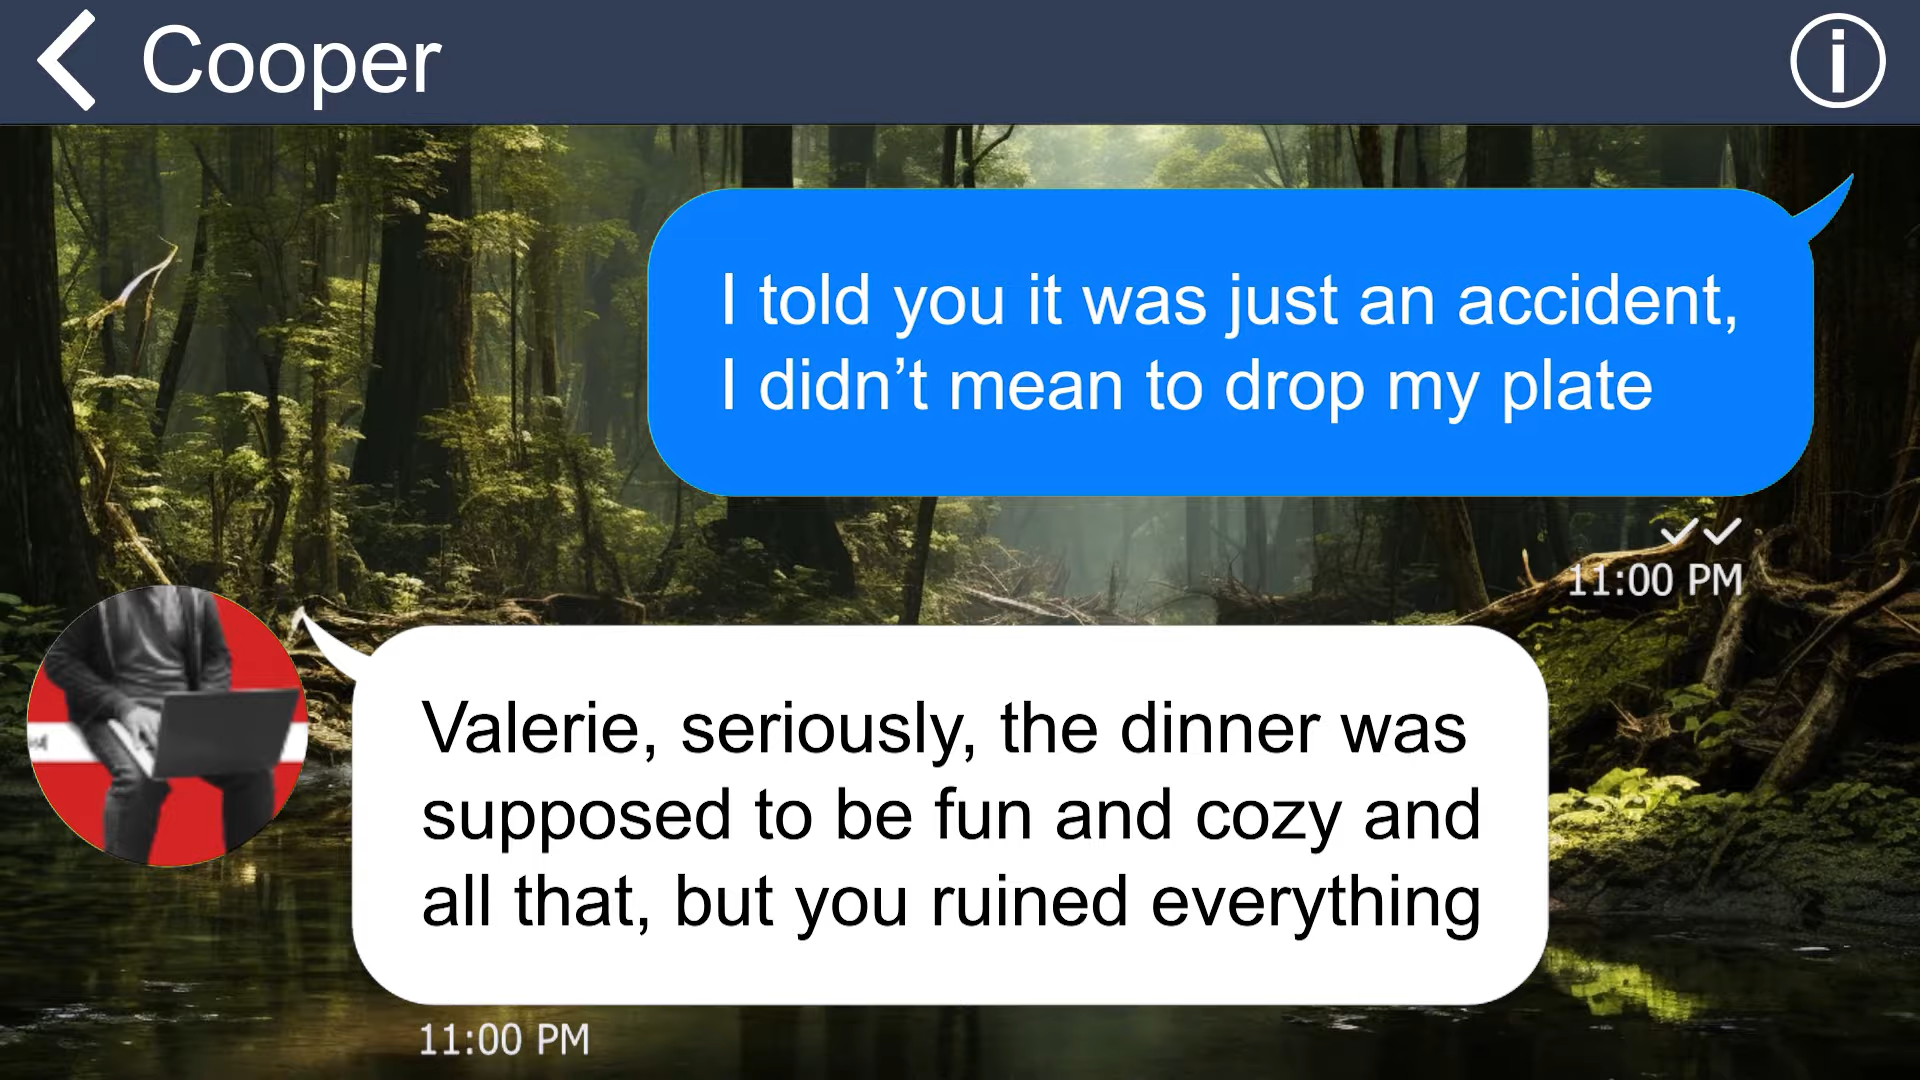 Cooper
I told you it was just an accident,
I didn’t mean to drop my plate
11:00 PM
Valerie, seriously, the dinner was
supposed to be fun and cozy and
all that, but you ruined everything
11:00 PM